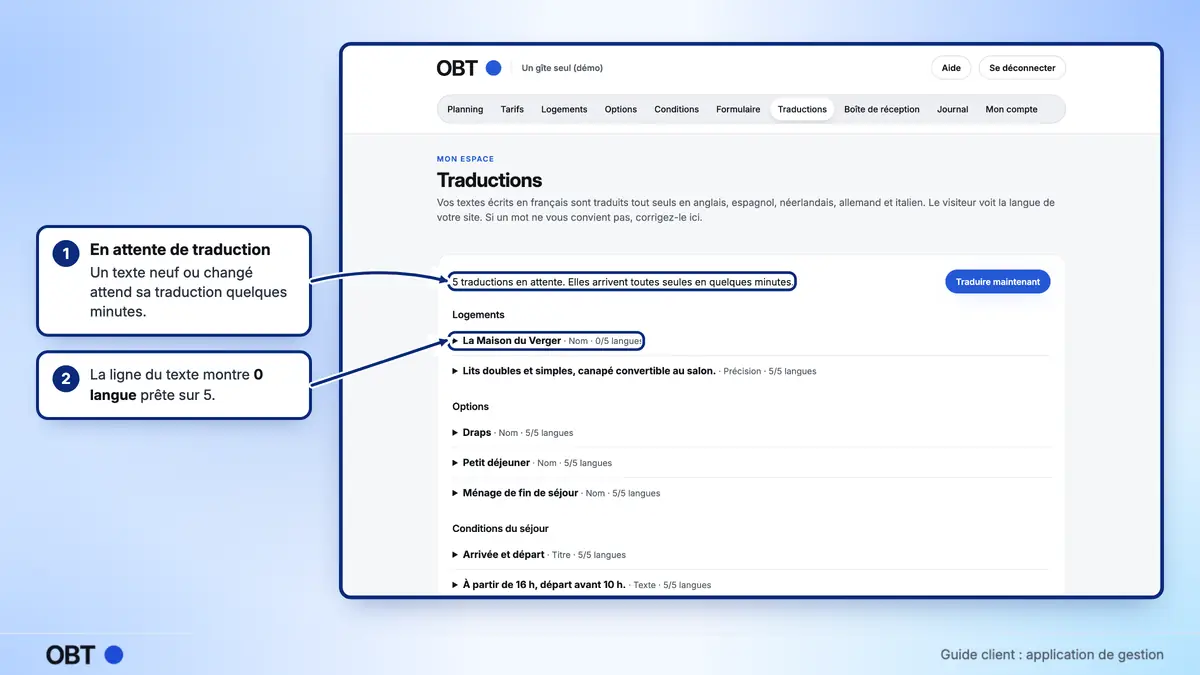 OBT
Un gîte seul (démo)
Aide
Se déconnecter
Planning
Tarifs
Logements
Options
Conditions
Formulaire
Traductions
Boîte de réception
Journal
Mon compte
MON ESPACE
Traductions
Vos textes écrits en français sont traduits tout seuls en anglais, espagnol, néerlandais, allemand et italien. Le visiteur voit la langue de
votre site. Si un mot ne vous convient pas, corrigez-le ici.
1
En attente de traduction
Un texte neuf ou changé
attend sa traduction quelques
minutes.
2
La ligne du texte montre 0
langue prête sur 5.
5 traductions en attente. Elles arrivent toutes seules en quelques minutes.
Traduire maintenant
Logements
La Maison du Verger · Nom · 0/5 langues
Lits doubles et simples, canapé convertible au salon. · Précision · 5/5 langues
Options
Draps · Nom · 5/5 langues
Petit déjeuner · Nom · 5/5 langues
Ménage de fin de séjour · Nom · 5/5 langues
Conditions du séjour
Arrivée et départ · Titre · 5/5 langues
À partir de 16 h, départ avant 10 h. · Texte · 5/5 langues
OBT
Guide client : application de gestion